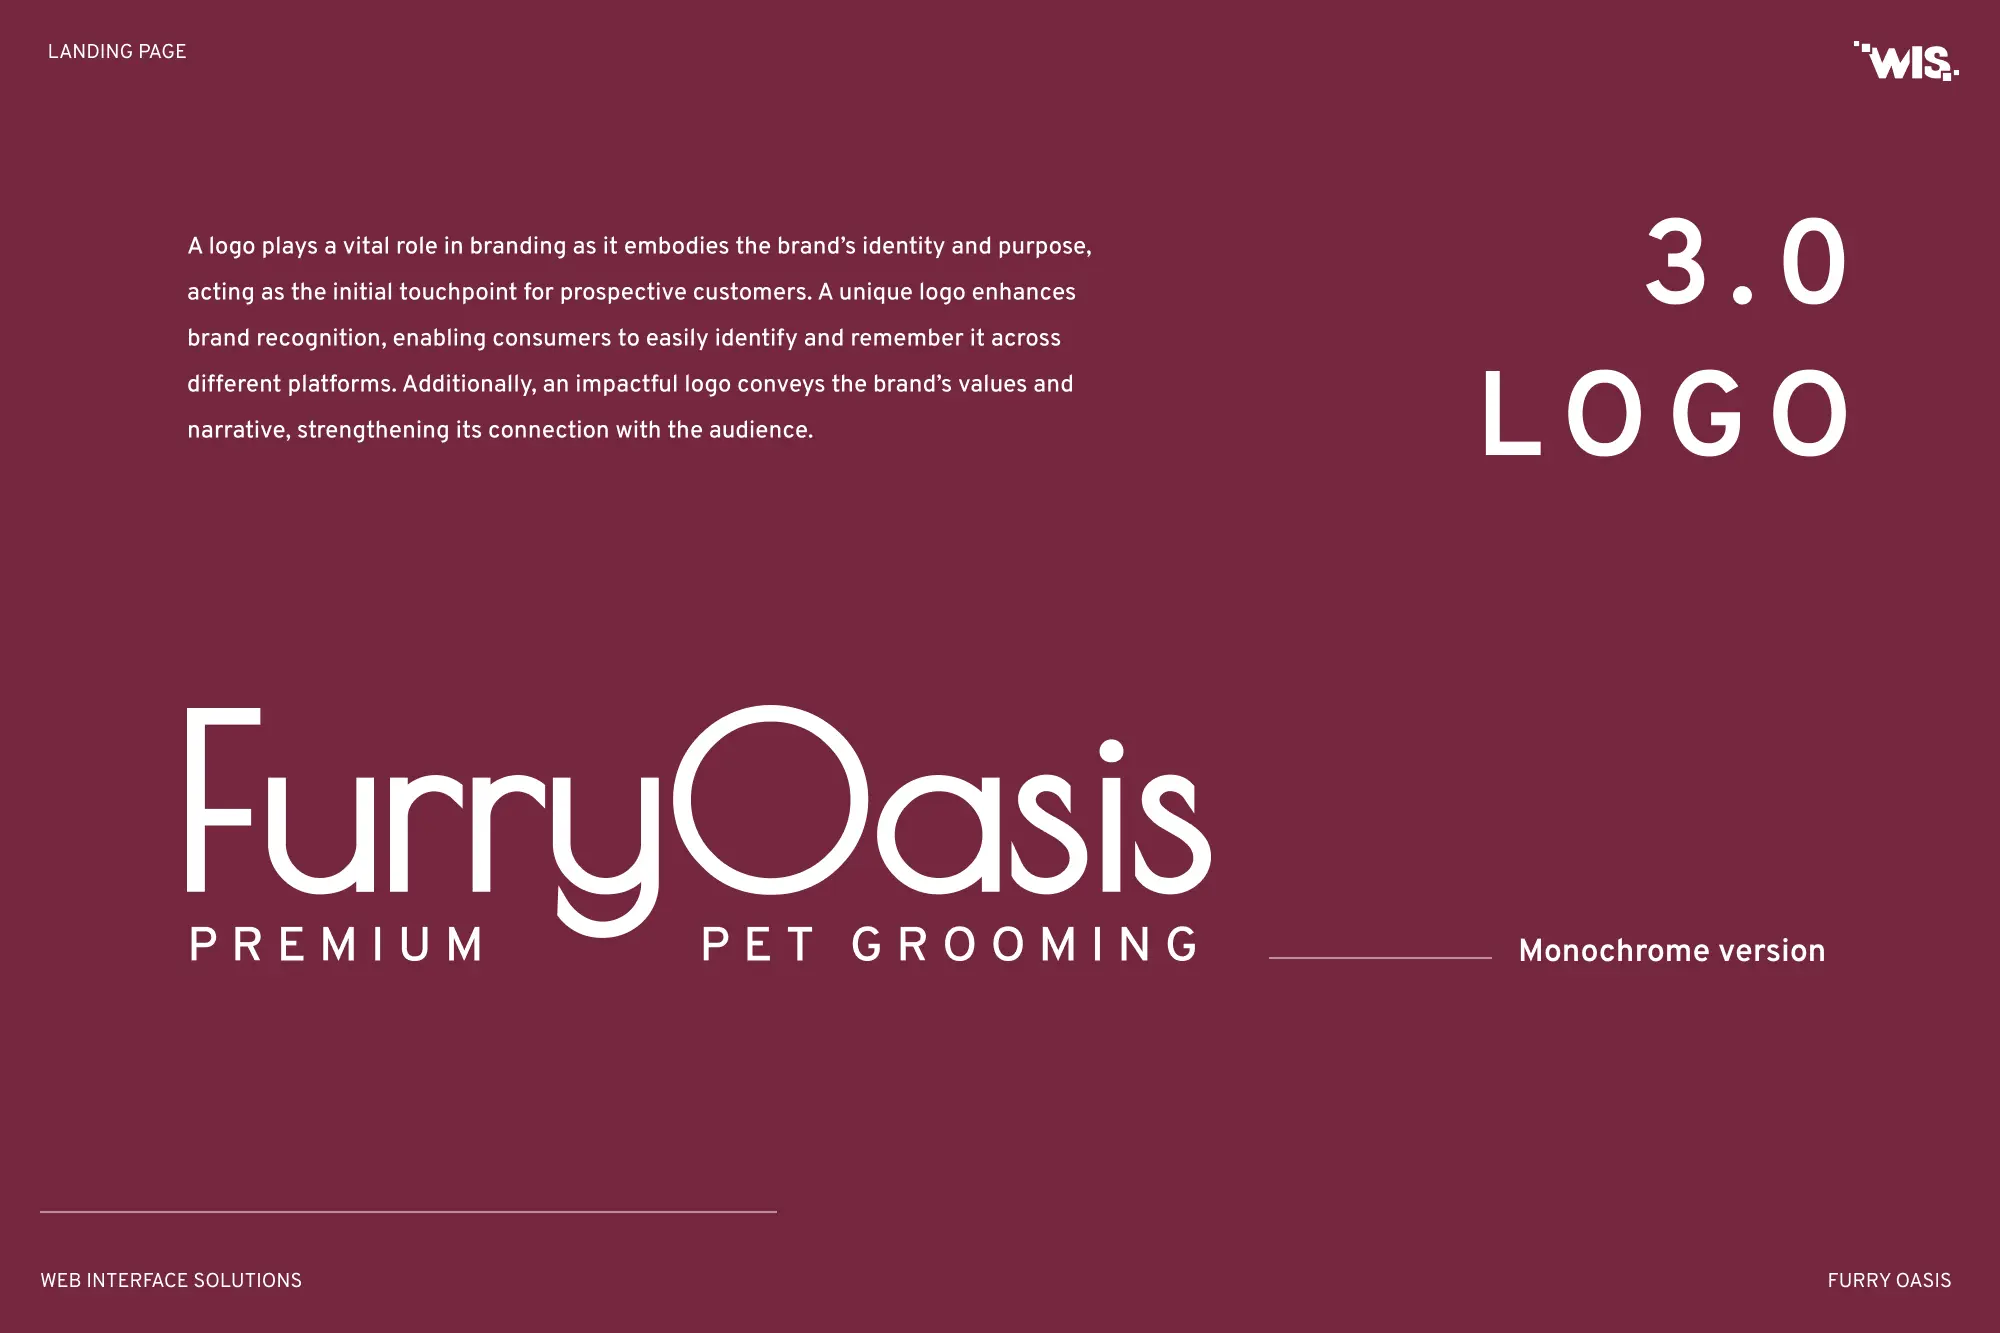 LANDING PAGE
WIS.
A logo plays a vital role in branding as it embodies the brand’s identity and purpose,
acting as the initial touchpoint for prospective customers. A unique logo enhances
brand recognition, enabling consumers to easily identify and remember it across
different platforms. Additionally, an impactful logo conveys the brand’s values and
narrative, strengthening its connection with the audience.
3.0
LOGO
FurryOasis
PREMIUM PET GROOMING
Monochrome version
WEB INTERFACE SOLUTIONS
FURRY OASIS